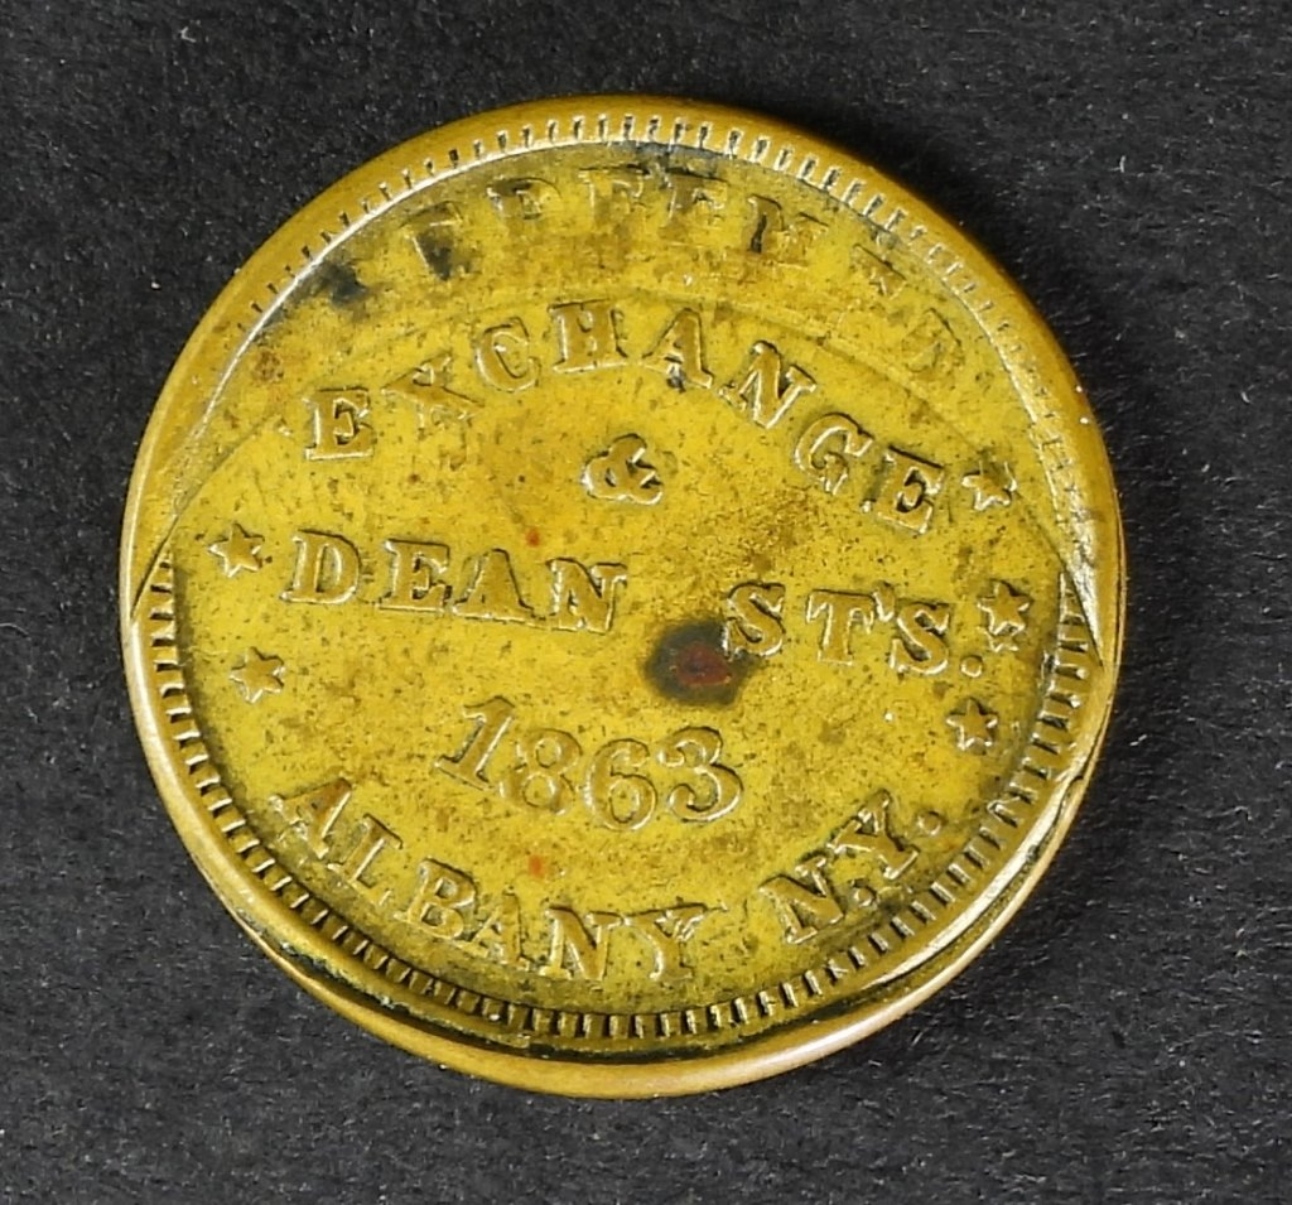 EXCHANGE
&
DEAN ST'S.
1863
ALBANY N.Y.